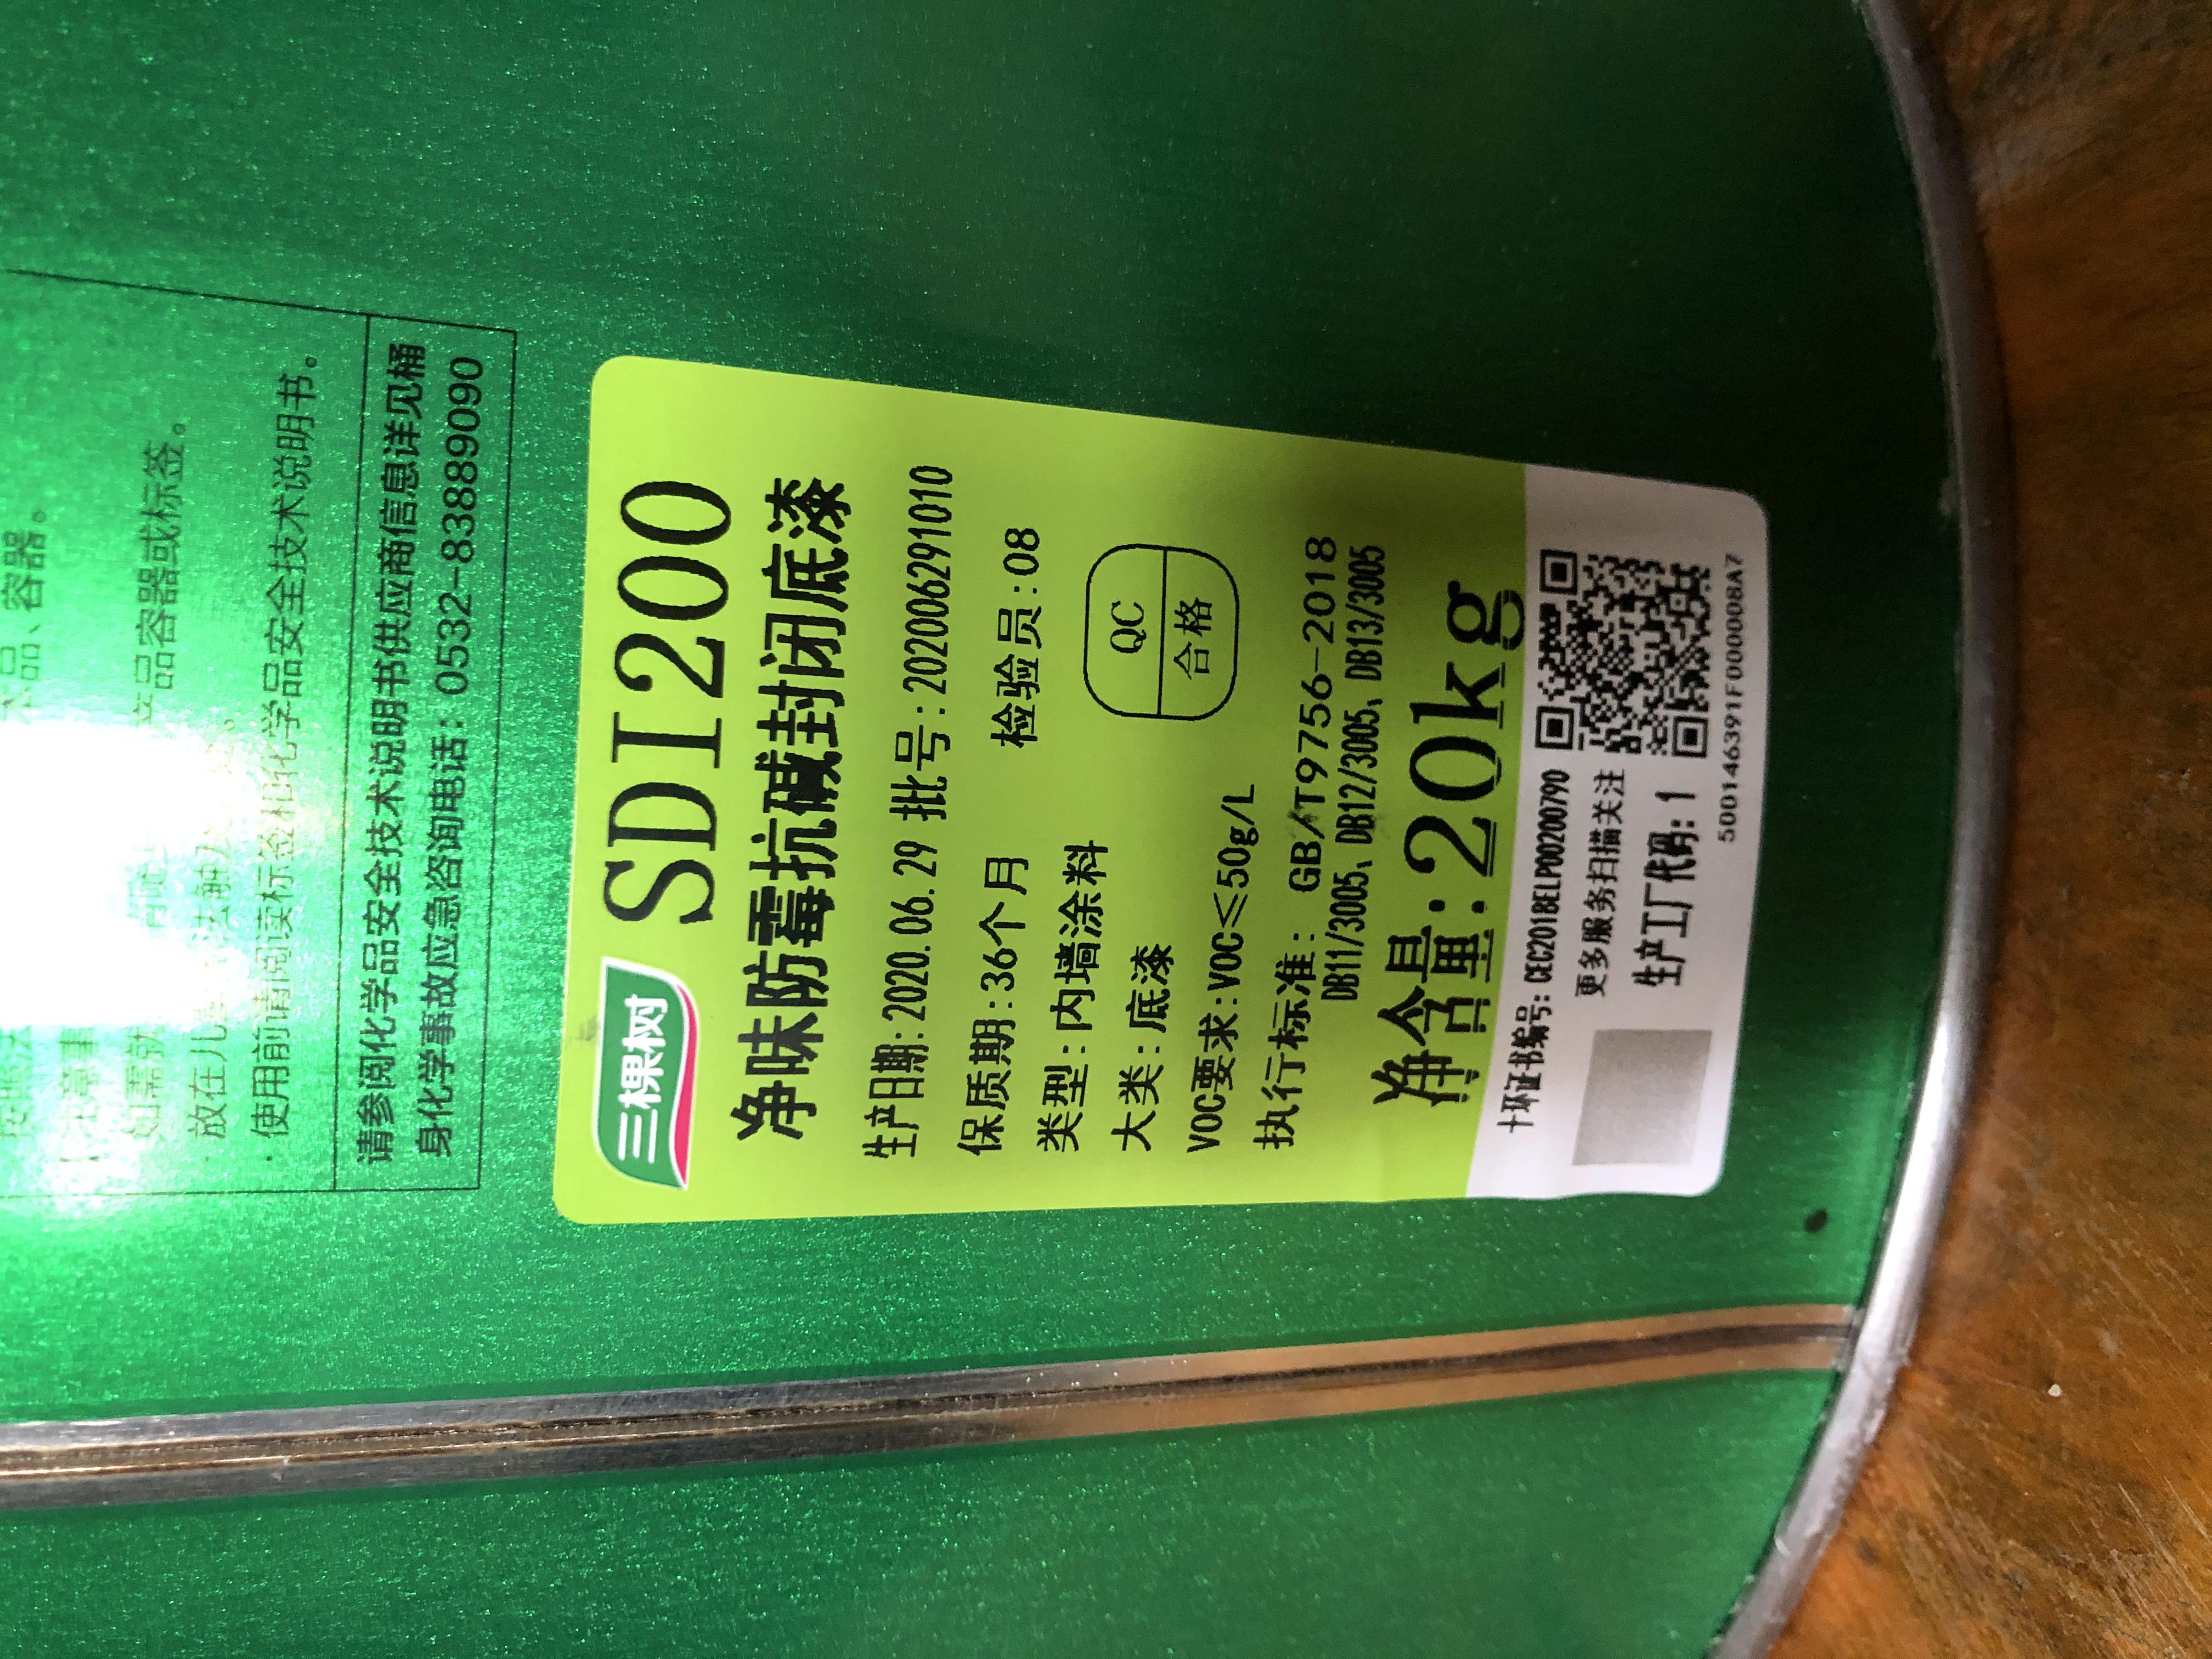 品、容器。
产品容器或标签。
· 使用前请阅读标签和化学品安全技术说明书。
请参阅化学品安全技术说明书供应商信息详见桶
身化学事故应急咨询电话：0532-83889090
三棵树
SDI200
净味防霉抗碱封闭底漆
生产日期:2020.06.29 批号:202006291010
保质期:36个月 检验员:08
类型:内墙涂料
大类:底漆
QC
合格
VOC要求:VOC≤50g/L
执行标准: GB/T9756-2018
DB11/3005、DB12/3005、DB13/3005
净含量:20kg
十环证书编号: CEC2018ELP00200790
更多服务扫描关注
生产工厂代码: 1
500146391F000008A7